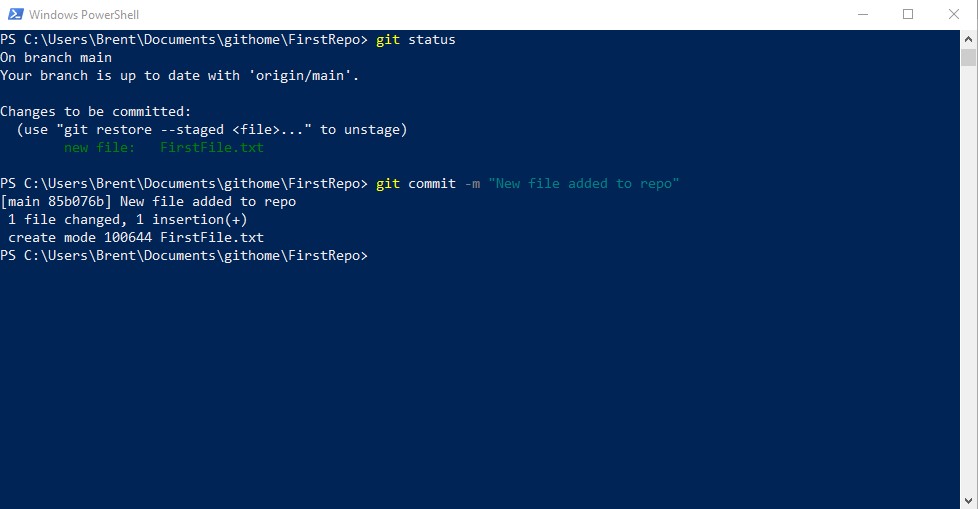 Windows PowerShell
PS C:\Users\Brent\Documents\githome\FirstRepo> git status
On branch main
Your branch is up to date with 'origin/main'.
Changes to be committed:
  (use "git restore --staged <file>..." to unstage)
        new file:   FirstFile.txt
PS C:\Users\Brent\Documents\githome\FirstRepo> git commit -m "New file added to repo"
[main 85b076b] New file added to repo
 1 file changed, 1 insertion(+)
 create mode 100644 FirstFile.txt
PS C:\Users\Brent\Documents\githome\FirstRepo>